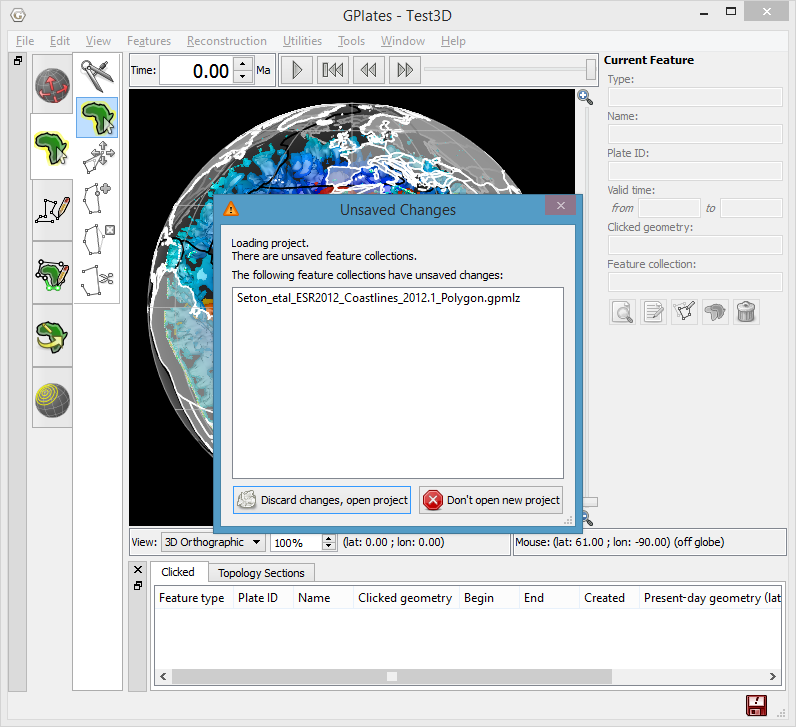 GPlates - Test3D
File Edit View Features Reconstruction Utilities Tools Window Help
Time: 0.00 Ma
Current Feature
Type:
Name:
Plate ID:
Valid time:
from to
Clicked geometry:
Feature collection:
Unsaved Changes
Loading project.
There are unsaved feature collections.
The following feature collections have unsaved changes:
Seton_etal_ESR2012_Coastlines_2012.1_Polygon.gpmlz
Discard changes, open project Don't open new project
View: 3D Orthographic 100% (lat: 0.00 ; lon: 0.00) Mouse: (lat: 61.00 ; lon: -90.00) (off globe)
Clicked Topology Sections
Feature type Plate ID Name Clicked geometry Begin End Created Present-day geometry (lat